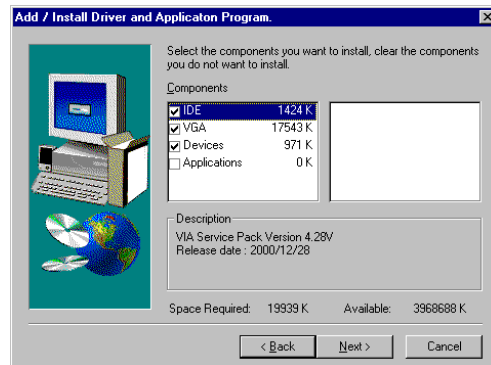 Add / Install Driver and Applicaton Program.
Select the components you want to install, clear the components
you do not want to install.
Components
IDE 1424 K
VGA 17543 K
Devices 971 K
Applications 0 K
Description
VIA Service Pack Version 4.28V
Release date : 2000/12/28
Space Required: 19939 K Available: 3968688 K
< Back Next > Cancel